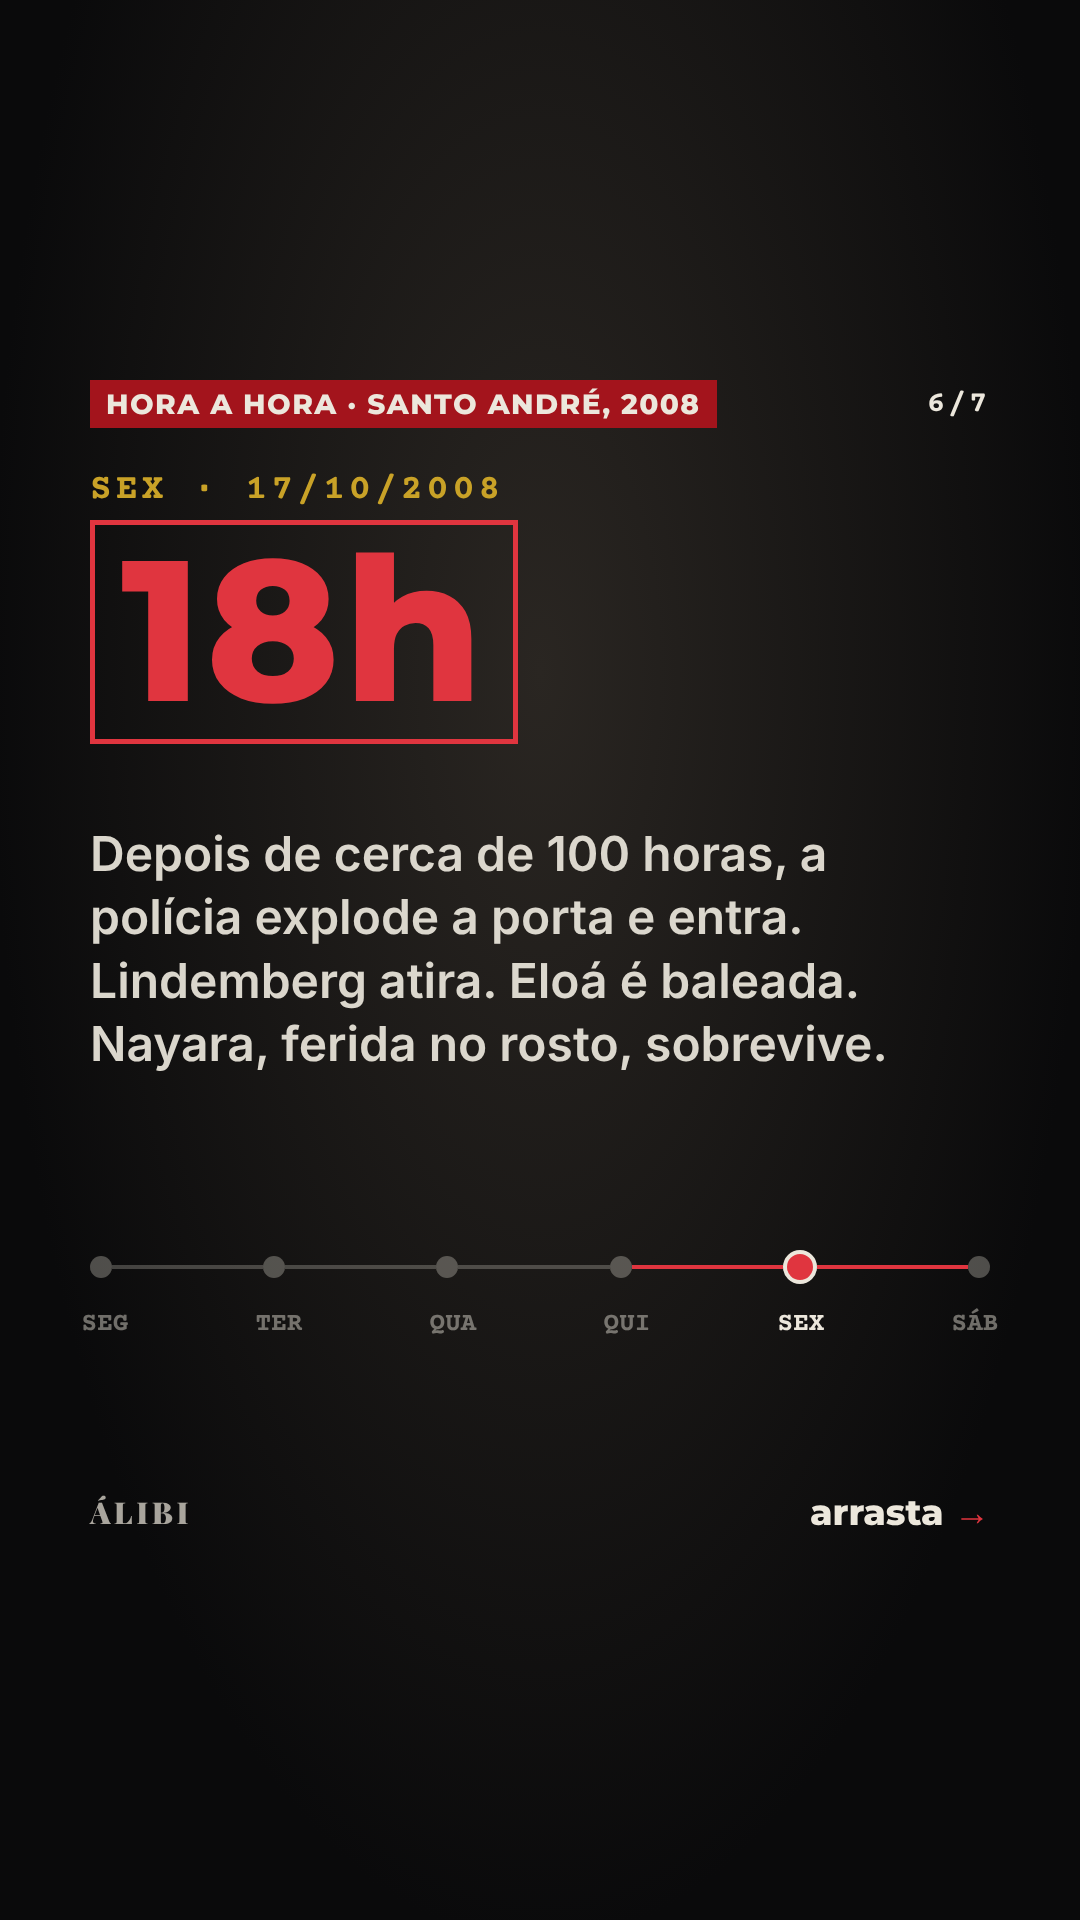 HORA A HORA · SANTO ANDRÉ, 2008
6/7
SEX · 17/10/2008
18h
Depois de cerca de 100 horas, a
polícia explode a porta e entra.
Lindemberg atira. Eloá é baleada.
Nayara, ferida no rosto, sobrevive.
SEG TER QUA QUI SEX SÁB
ÁLIBI
arrasta →